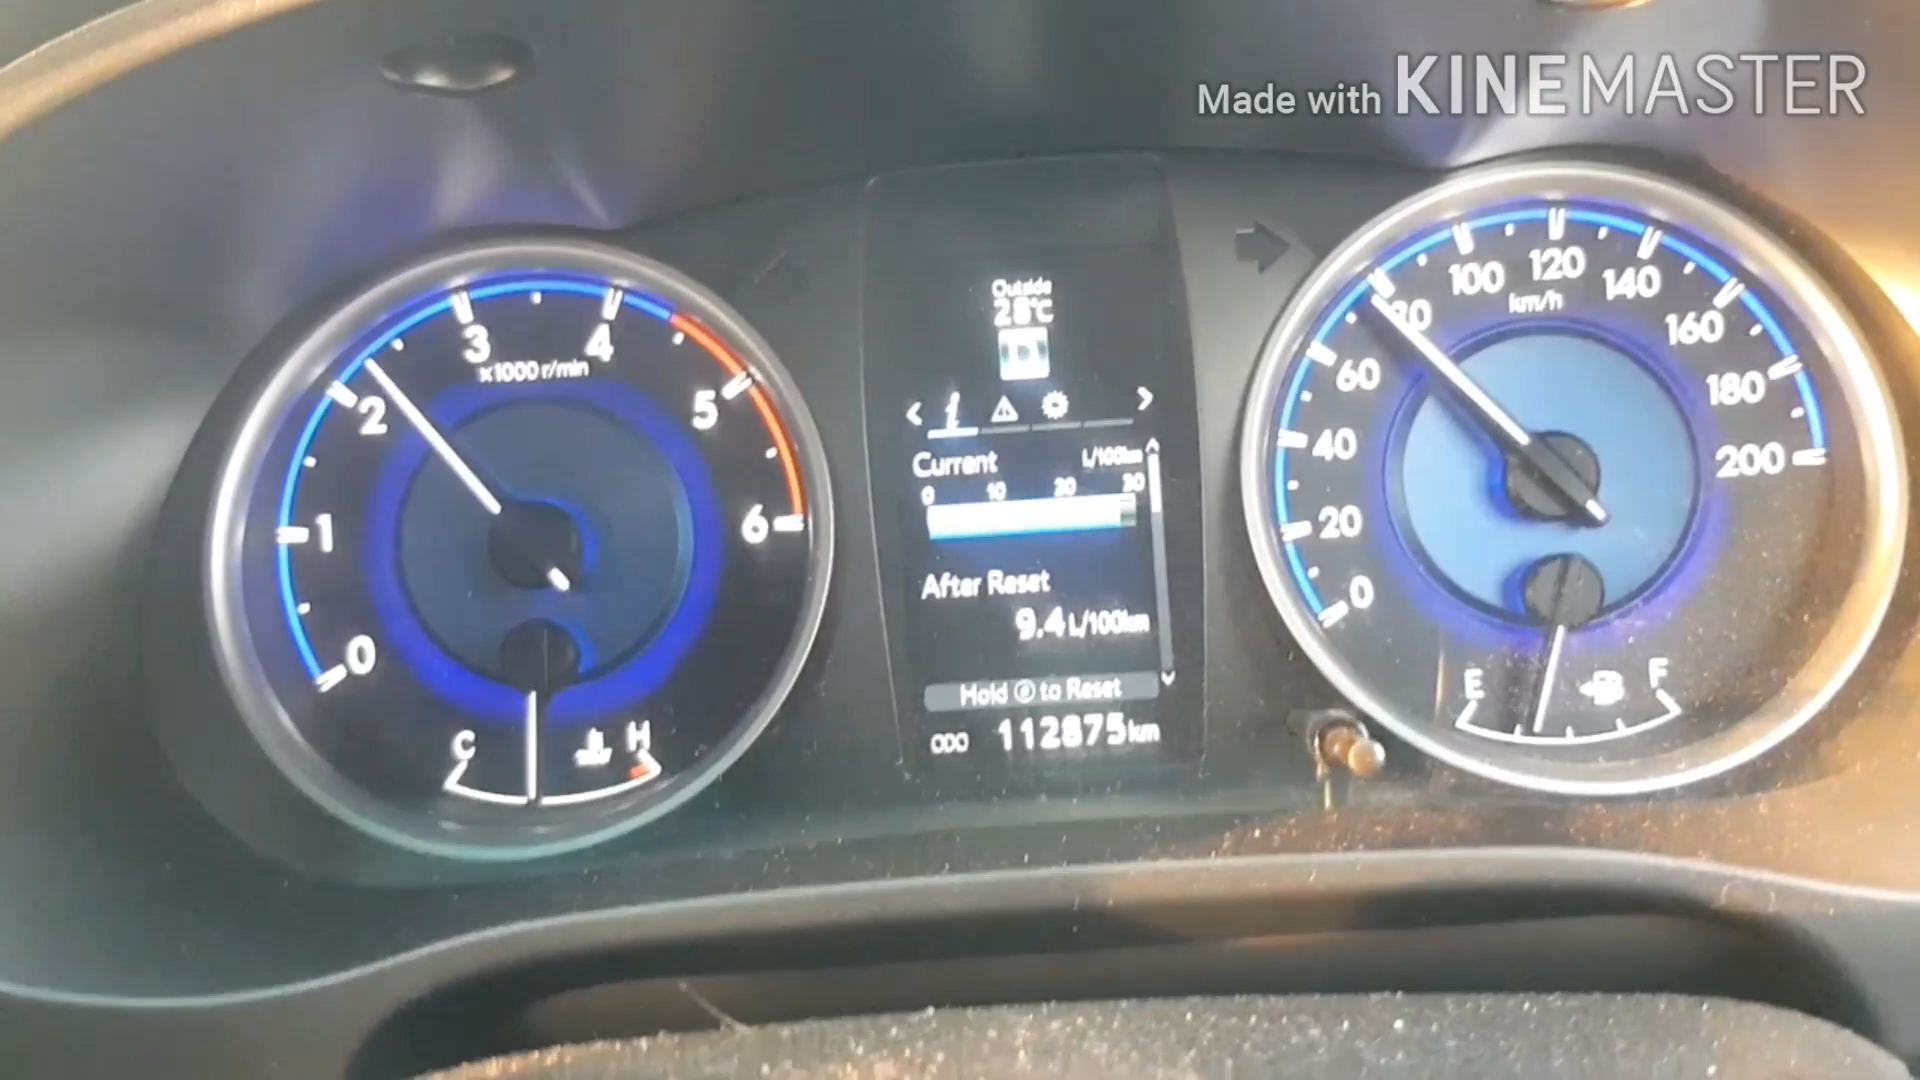 Made with KINEMASTER
0
1
2
3
4
5
6
x1000 r/min
C
H
Outside
28°C
i
Current L/100km
0 10 20 30
After Reset
9.4 L/100km
Hold to Reset
ODO 112875 km
0
20
40
60
80
100
120
140
160
180
200
km/h
E
F